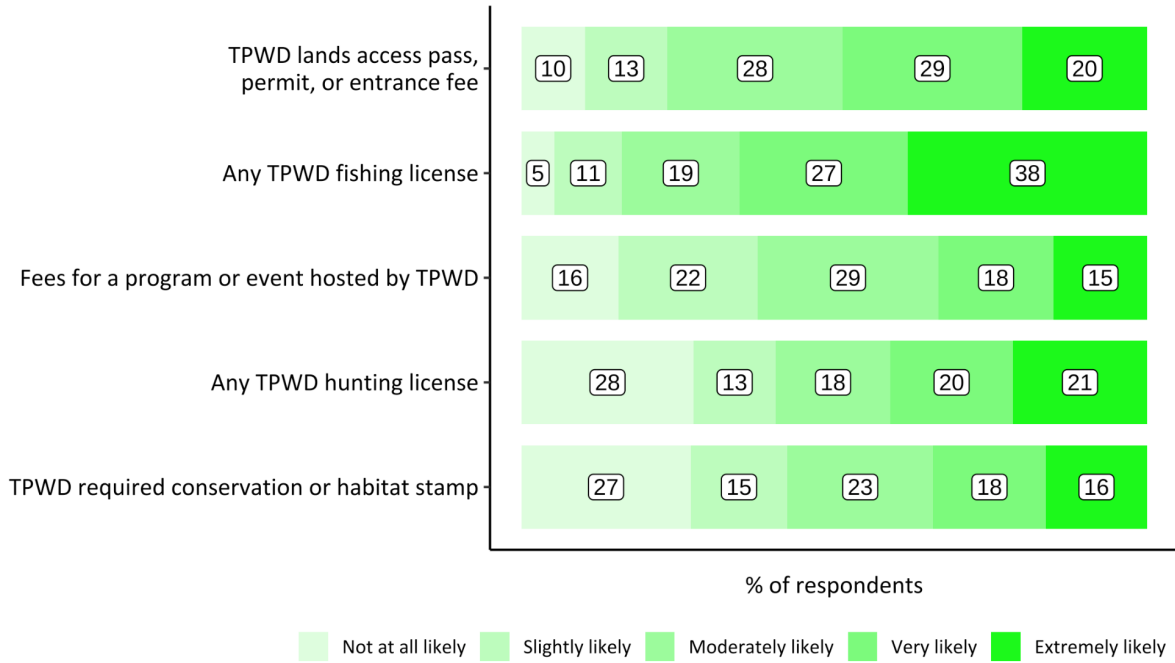 TPWD lands access pass,
permit, or entrance fee
10 13 28 29 20
Any TPWD fishing license
5 11 19 27 38
Fees for a program or event hosted by TPWD
16 22 29 18 15
Any TPWD hunting license
28 13 18 20 21
TPWD required conservation or habitat stamp
27 15 23 18 16
% of respondents
Not at all likely Slightly likely Moderately likely Very likely Extremely likely